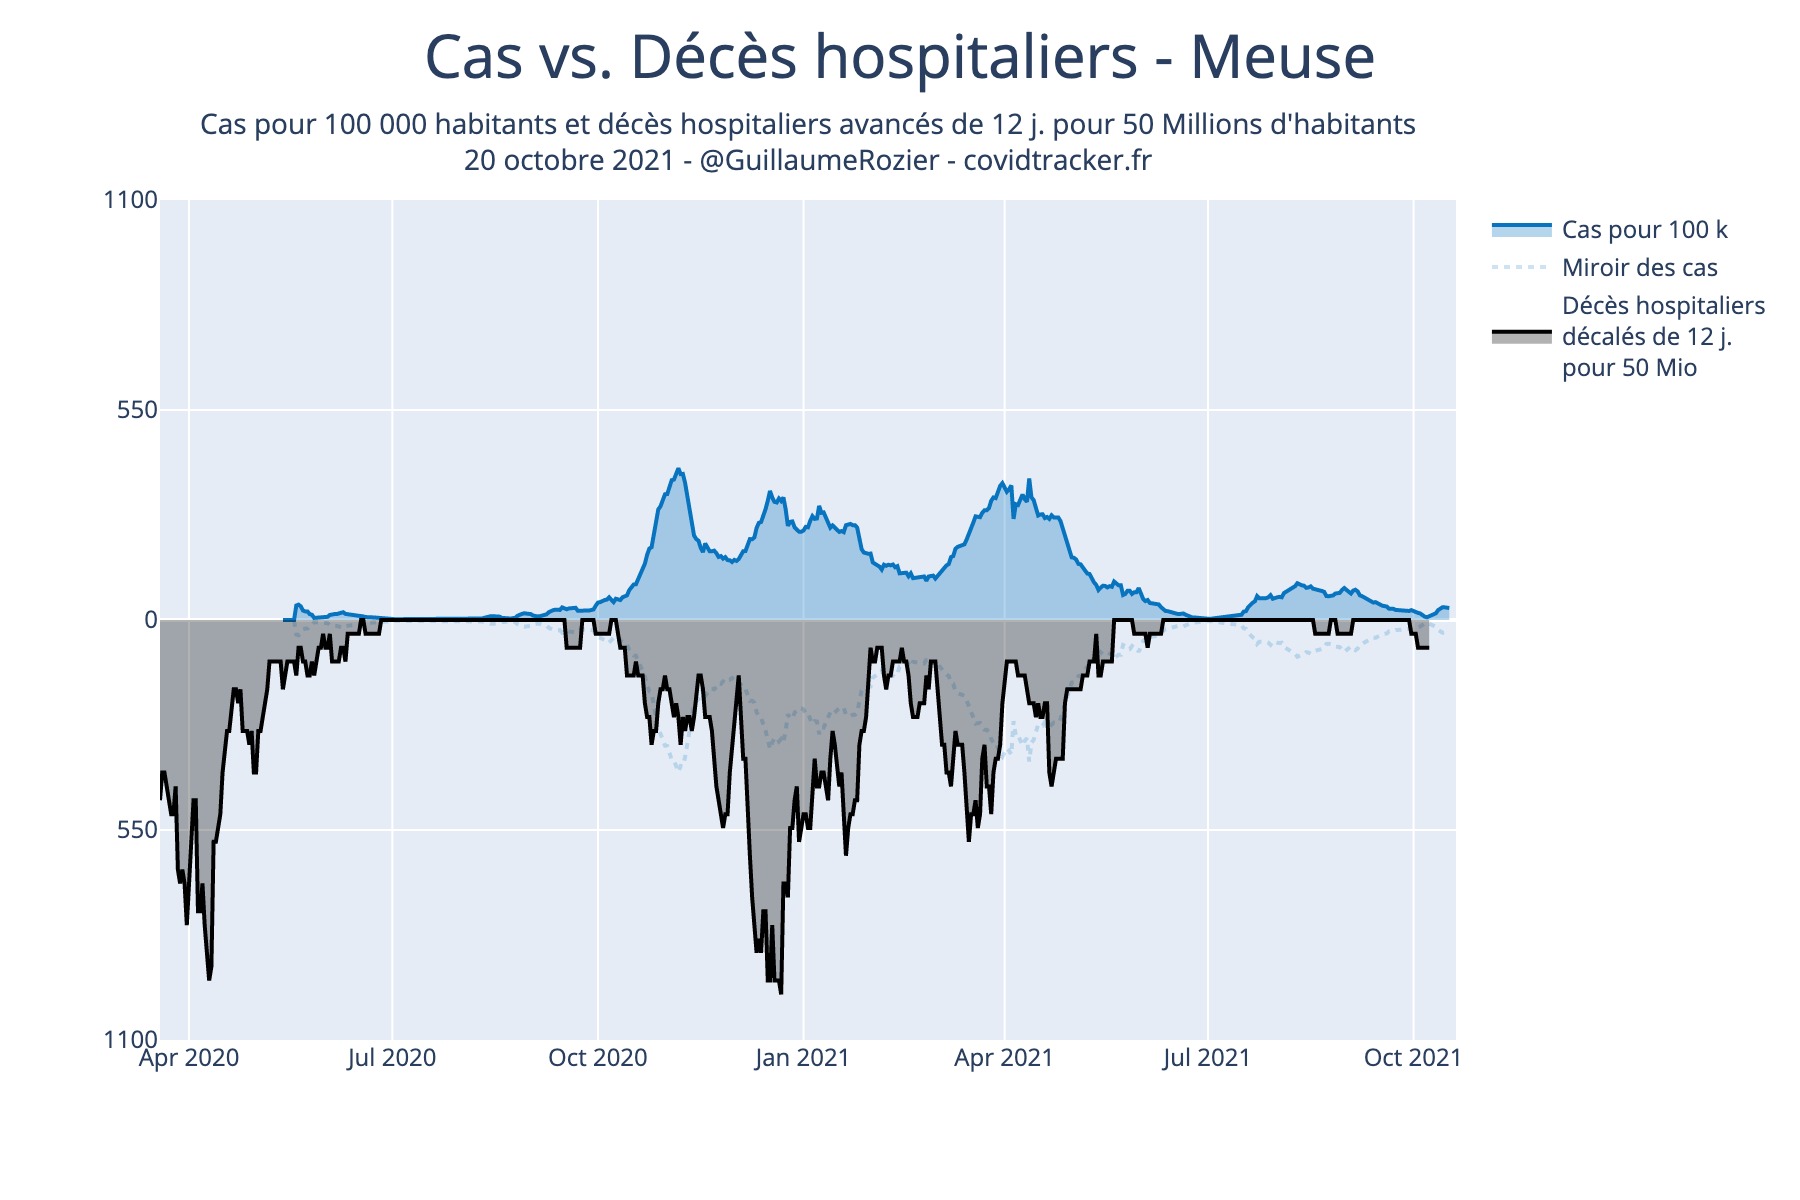 Cas vs. Décès hospitaliers - Meuse
Cas pour 100 000 habitants et décès hospitaliers avancés de 12 j. pour 50 Millions d'habitants
20 octobre 2021 - @GuillaumeRozier - covidtracker.fr
1100
550
0
550
1100
Apr 2020
Jul 2020
Oct 2020
Jan 2021
Apr 2021
Jul 2021
Oct 2021
Cas pour 100 k
Miroir des cas
Décès hospitaliers
décalés de 12 j.
pour 50 Mio